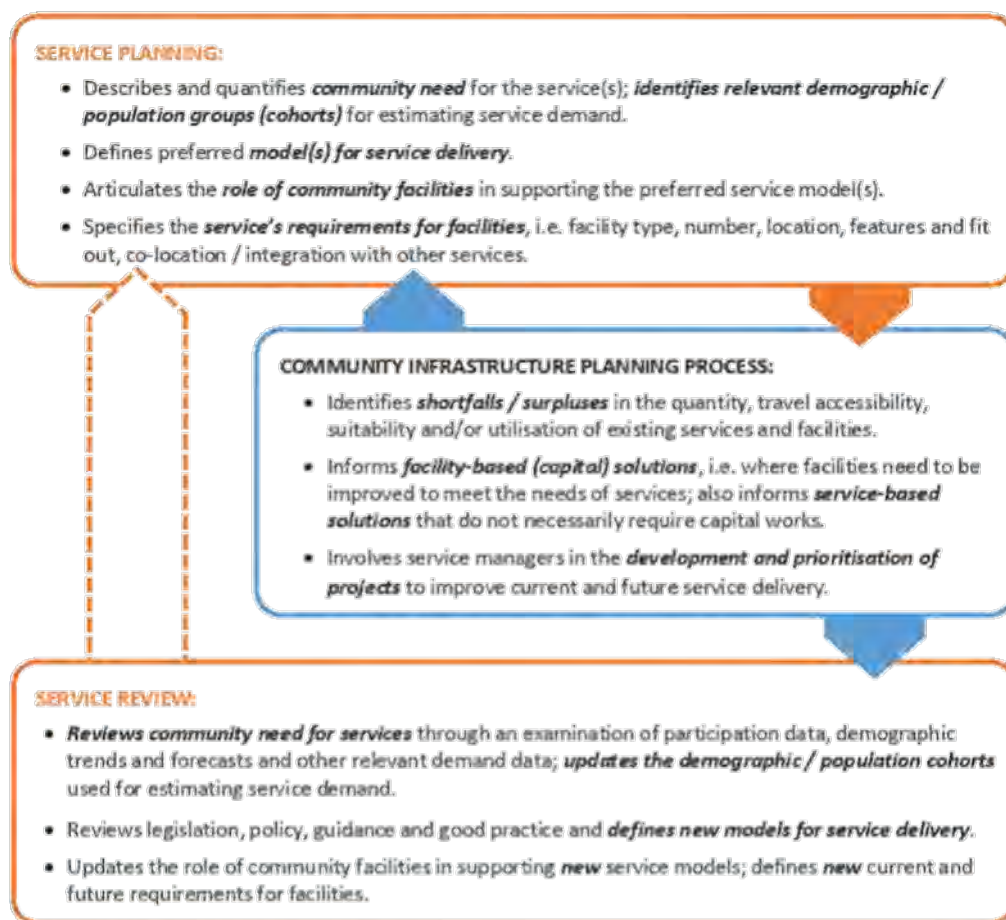 SERVICE PLANNING:
• Describes and quantifies community need for the service(s); identifies relevant demographic /
population groups (cohorts) for estimating service demand.
• Defines preferred model(s) for service delivery.
• Articulates the role of community facilities in supporting the preferred service model(s).
• Specifies the service's requirements for facilities, i.e. facility type, number, location, features and fit
out, co-location / integration with other services.
COMMUNITY INFRASTRUCTURE PLANNING PROCESS:
• Identifies shortfalls / surpluses in the quantity, travel accessibility,
suitability and/or utilisation of existing services and facilities.
• Informs facility-based (capital) solutions, i.e. where facilities need to be
improved to meet the needs of services; also informs service-based
solutions that do not necessarily require capital works.
• Involves service managers in the development and prioritisation of
projects to improve current and future service delivery.
SERVICE REVIEW:
• Reviews community need for services through an examination of participation data, demographic
trends and forecasts and other relevant demand data; updates the demographic / population cohorts
used for estimating service demand.
• Reviews legislation, policy, guidance and good practice and defines new models for service delivery.
• Updates the role of community facilities in supporting new service models; defines new current and
future requirements for facilities.